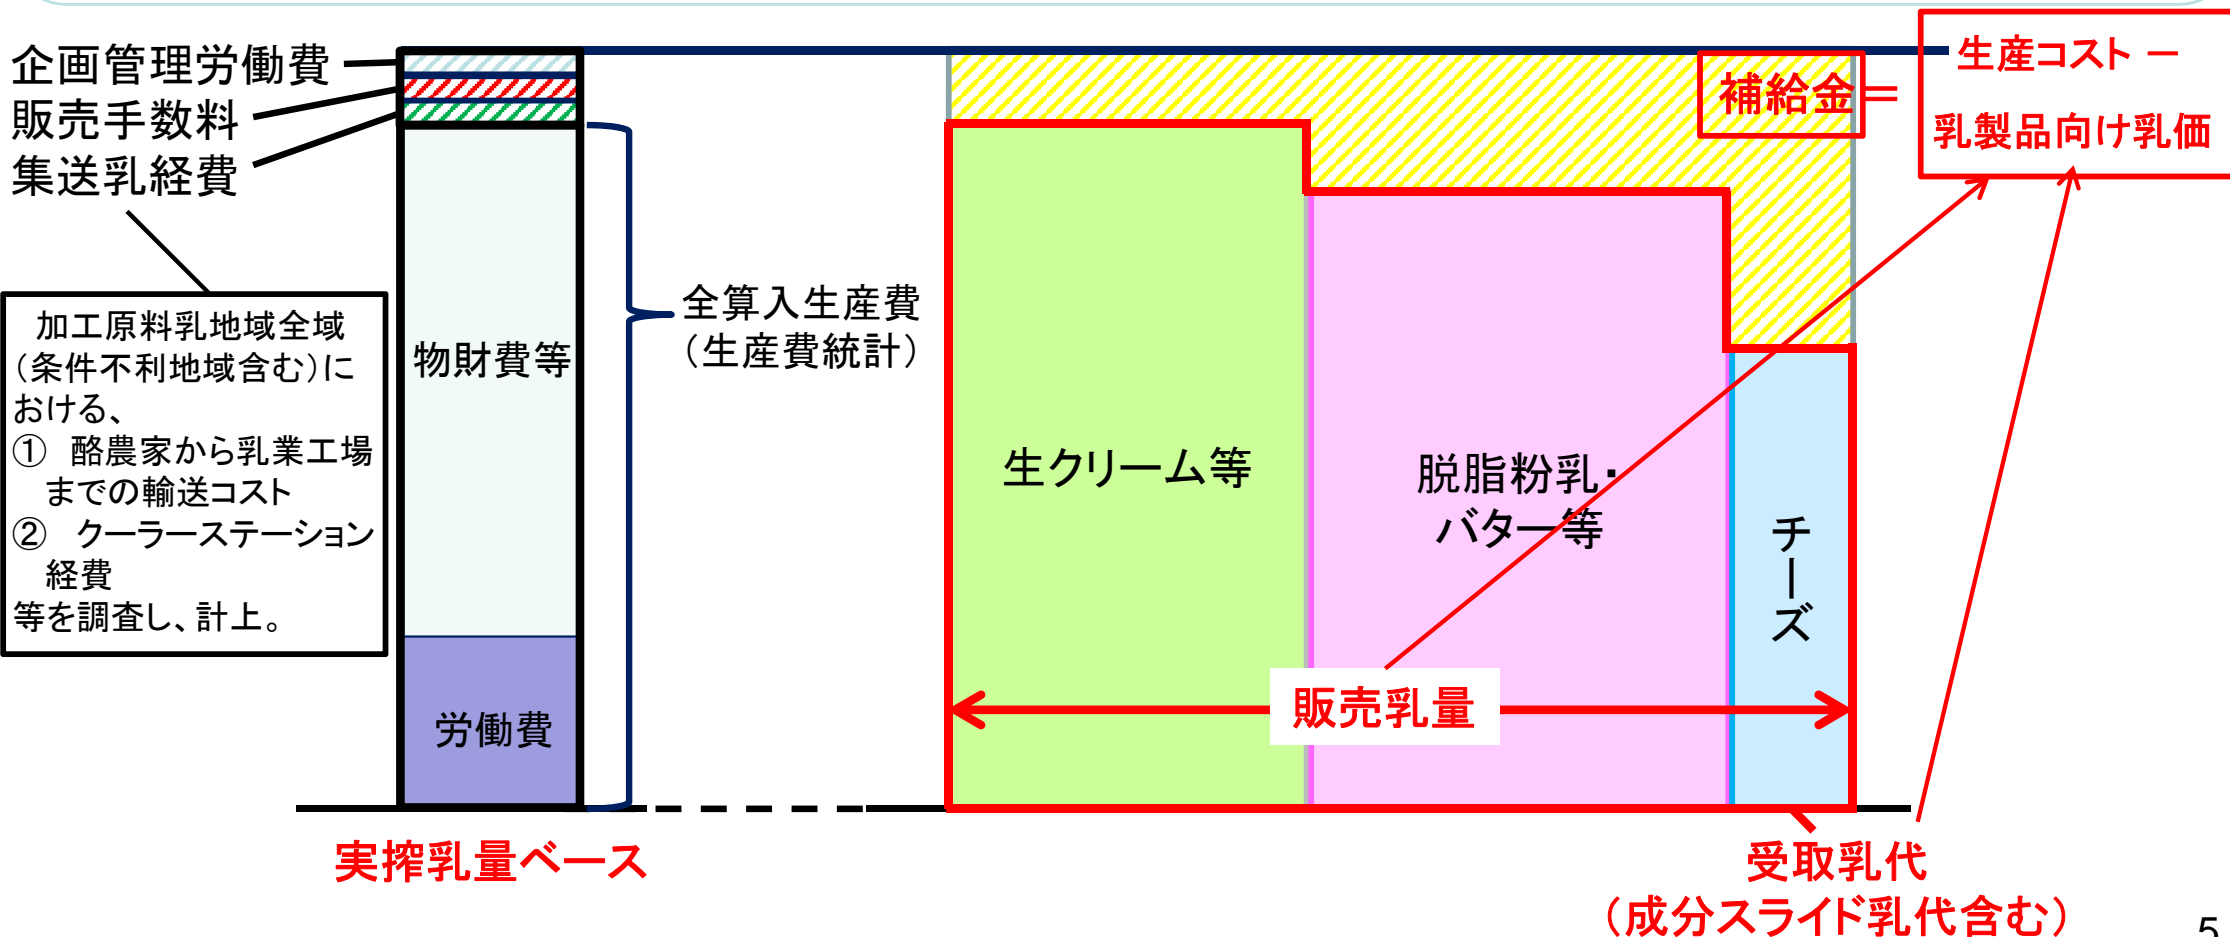 企画管理労働費
販売手数料
集送乳経費
加工原料乳地域全域
（条件不利地域含む）に
おける、
① 酪農家から乳業工場
までの輸送コスト
② クーラーステーション
経費
等を調査し、計上。
物財費等
労働費
全算入生産費
（生産費統計）
実搾乳量ベース
生クリーム等
脱脂粉乳・
バター等
チーズ
販売乳量
補給金
＝
生産コスト －
乳製品向け乳価
受取乳代
（成分スライド乳代含む）
5